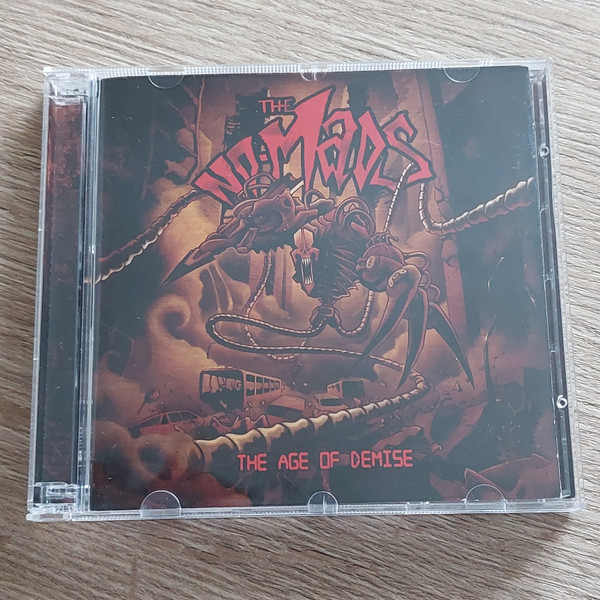 THE
NO:MADS
THE AGE OF DEMISE